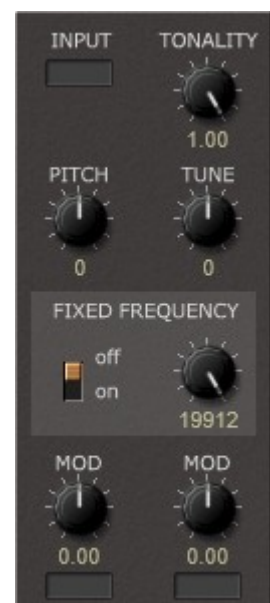 INPUT TONALITY
1.00
PITCH TUNE
0 0
FIXED FREQUENCY
off
on
19912
MOD MOD
0.00 0.00